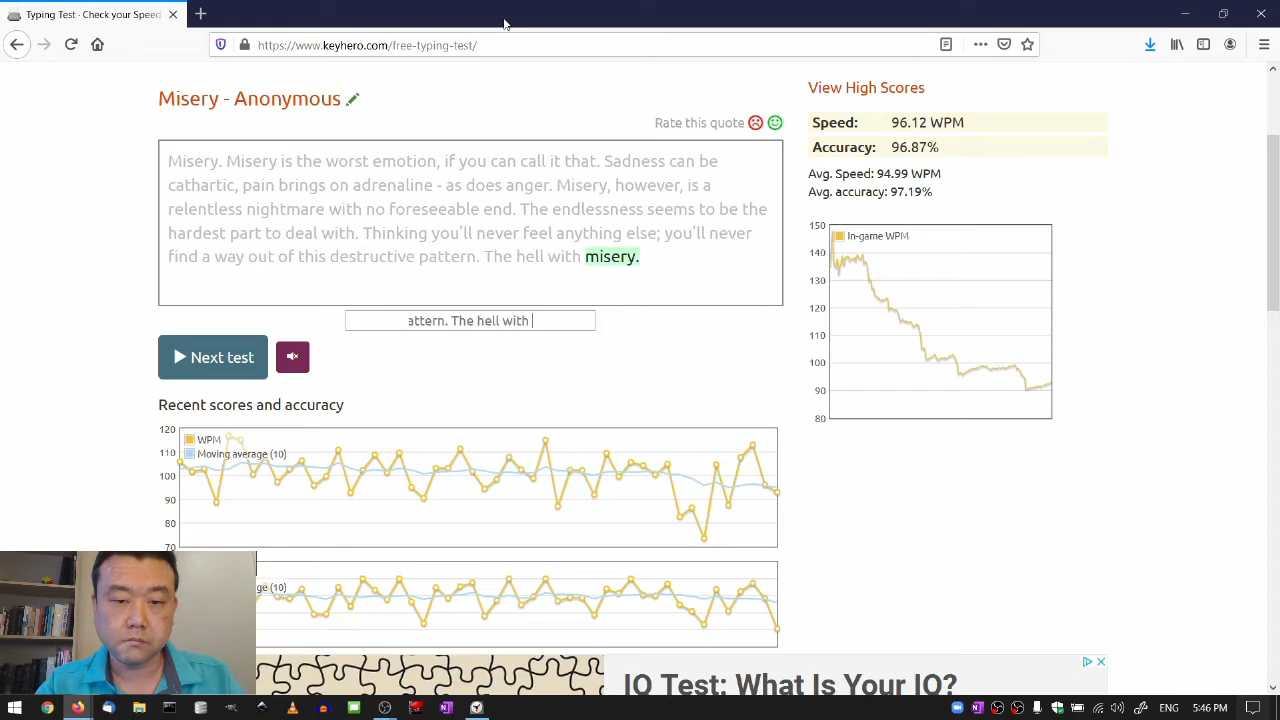 Typing Test - Check your Speed
https://www.keyhero.com/free-typing-test/
Misery - Anonymous
View High Scores
Rate this quote
Speed: 96.12 WPM
Accuracy: 96.87%
Avg. Speed: 94.99 WPM
Avg. accuracy: 97.19%
Misery. Misery is the worst emotion, if you can call it that. Sadness can be
cathartic, pain brings on adrenaline - as does anger. Misery, however, is a
relentless nightmare with no foreseeable end. The endlessness seems to be the
hardest part to deal with. Thinking you'll never feel anything else; you'll never
find a way out of this destructive pattern. The hell with misery.
attern. The hell with
150
In-game WPM
140
130
120
110
100
90
80
Next test
Recent scores and accuracy
120
WPM
110
Moving average (10)
100
90
80
70
age (10)
IQ Test: What Is Your IQ?
ENG
5:46 PM